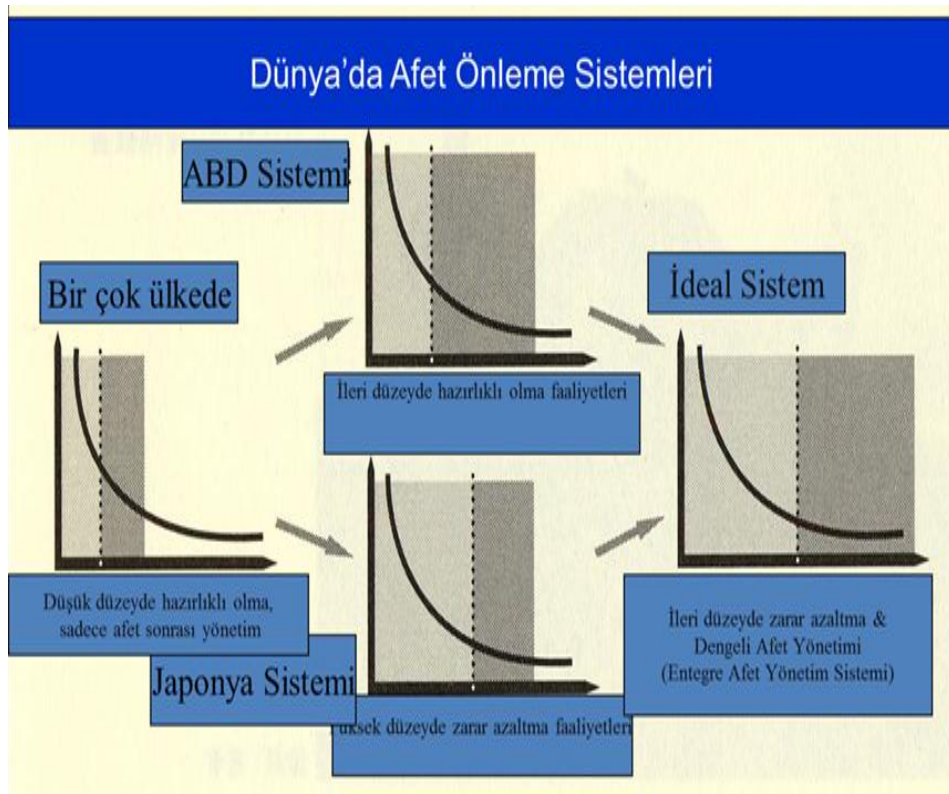 Dünya'da Afet Önleme Sistemleri
ABD Sistemi
Bir çok ülkede
İdeal Sistem
İleri düzeyde hazırlıklı olma faaliyetleri
Düşük düzeyde hazırlıklı olma,
sadece afet sonrası yönetim
Japonya Sistemi
düzeyde zarar azaltma faaliyetleri
İleri düzeyde zarar azaltma &
Dengeli Afet Yönetimi
(Entegre Afet Yönetim Sistemi)